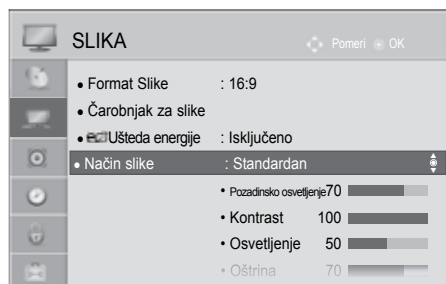 SLIKA
Pomeri OK
• Format Slike : 16:9
• Čarobnjak za slike
• Ušteda energije : Isključeno
• Način slike : Standardan
• Pozadinsko osvetljenje 70
• Kontrast 100
• Osvetljenje 50
• Oštrina 70